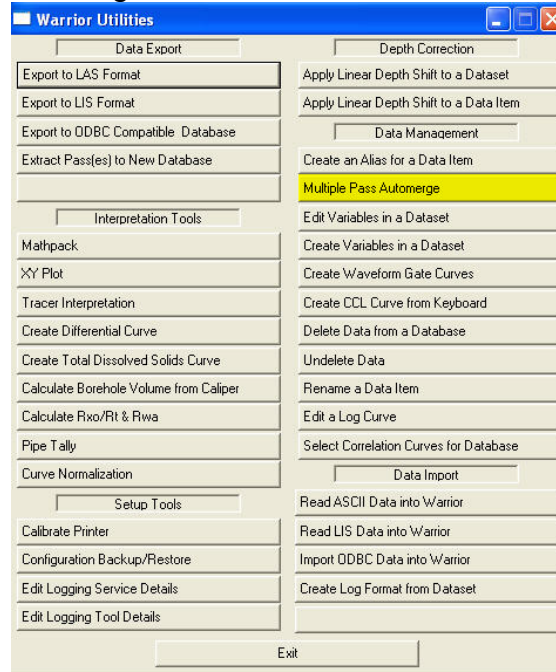 Warrior Utilities
Data Export
Export to LAS Format
Export to LIS Format
Export to ODBC Compatible Database
Extract Pass(es) to New Database
Interpretation Tools
Mathpack
XY Plot
Tracer Interpretation
Create Differential Curve
Create Total Dissolved Solids Curve
Calculate Borehole Volume from Caliper
Calculate Rxo/Rt & Rwa
Pipe Tally
Curve Normalization
Setup Tools
Calibrate Printer
Configuration Backup/Restore
Edit Logging Service Details
Edit Logging Tool Details
Depth Correction
Apply Linear Depth Shift to a Dataset
Apply Linear Depth Shift to a Data Item
Data Management
Create an Alias for a Data Item
Multiple Pass Automerge
Edit Variables in a Dataset
Create Variables in a Dataset
Create Waveform Gate Curves
Create CCL Curve from Keyboard
Delete Data from a Database
Undelete Data
Rename a Data Item
Edit a Log Curve
Select Correlation Curves for Database
Data Import
Read ASCII Data into Warrior
Read LIS Data into Warrior
Import ODBC Data into Warrior
Create Log Format from Dataset
Exit